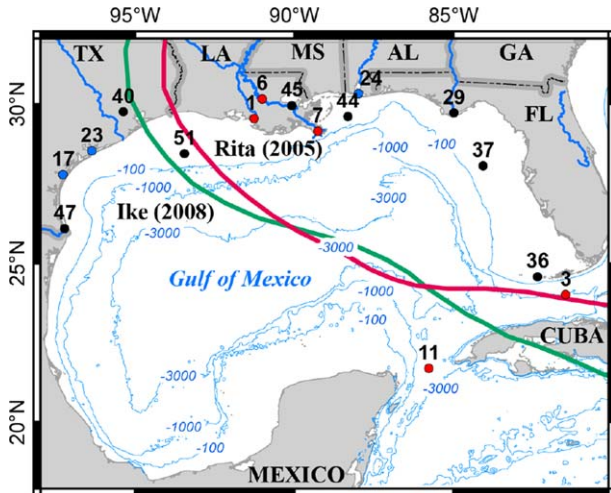 95°W 90°W 85°W
TX LA MS AL GA
30°N
40 1 6 45 7 44 24 29 FL
23 51 Rita (2005) 37
17 -100
-1000 -100
-1000
47 Ike (2008) -3000
-3000
-3000
25°N
Gulf of Mexico -1000 36 3
-100
CUBA
11
-3000
-3000
20°N
-1000
-100
MEXICO